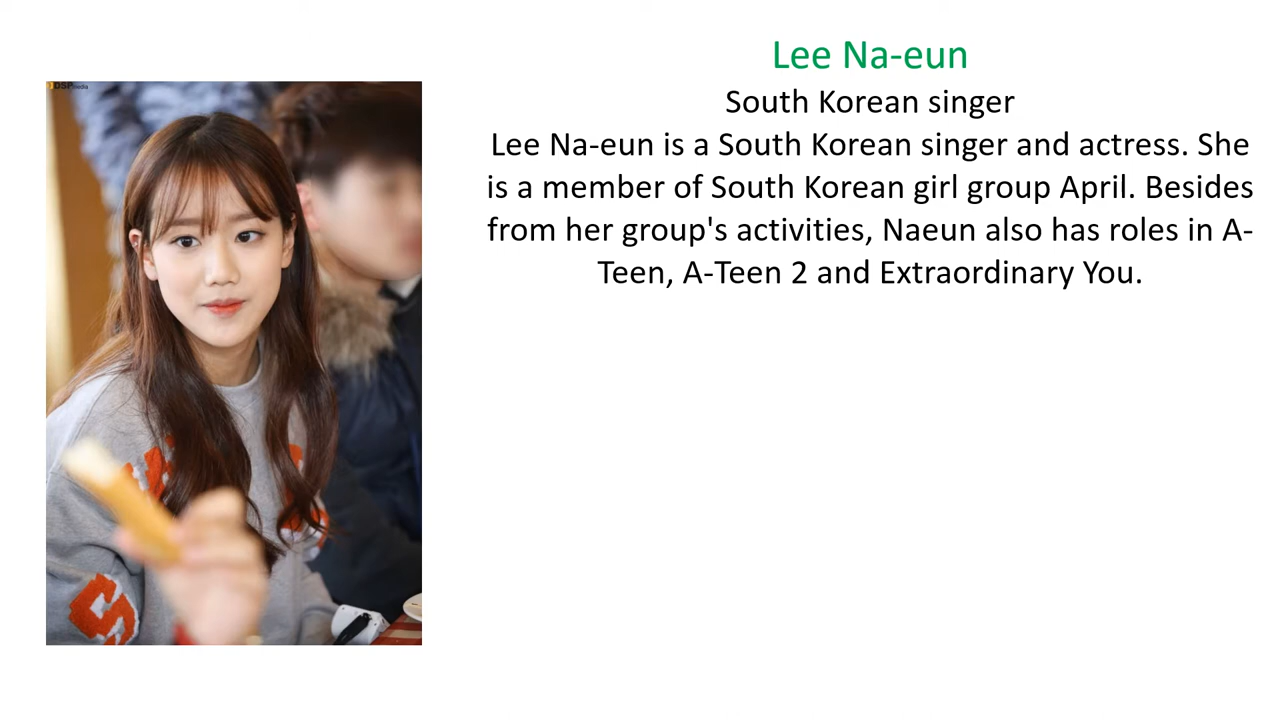 DSPmedia
Lee Na-eun
South Korean singer
Lee Na-eun is a South Korean singer and actress. She
is a member of South Korean girl group April. Besides
from her group's activities, Naeun also has roles in A-
Teen, A-Teen 2 and Extraordinary You.
S